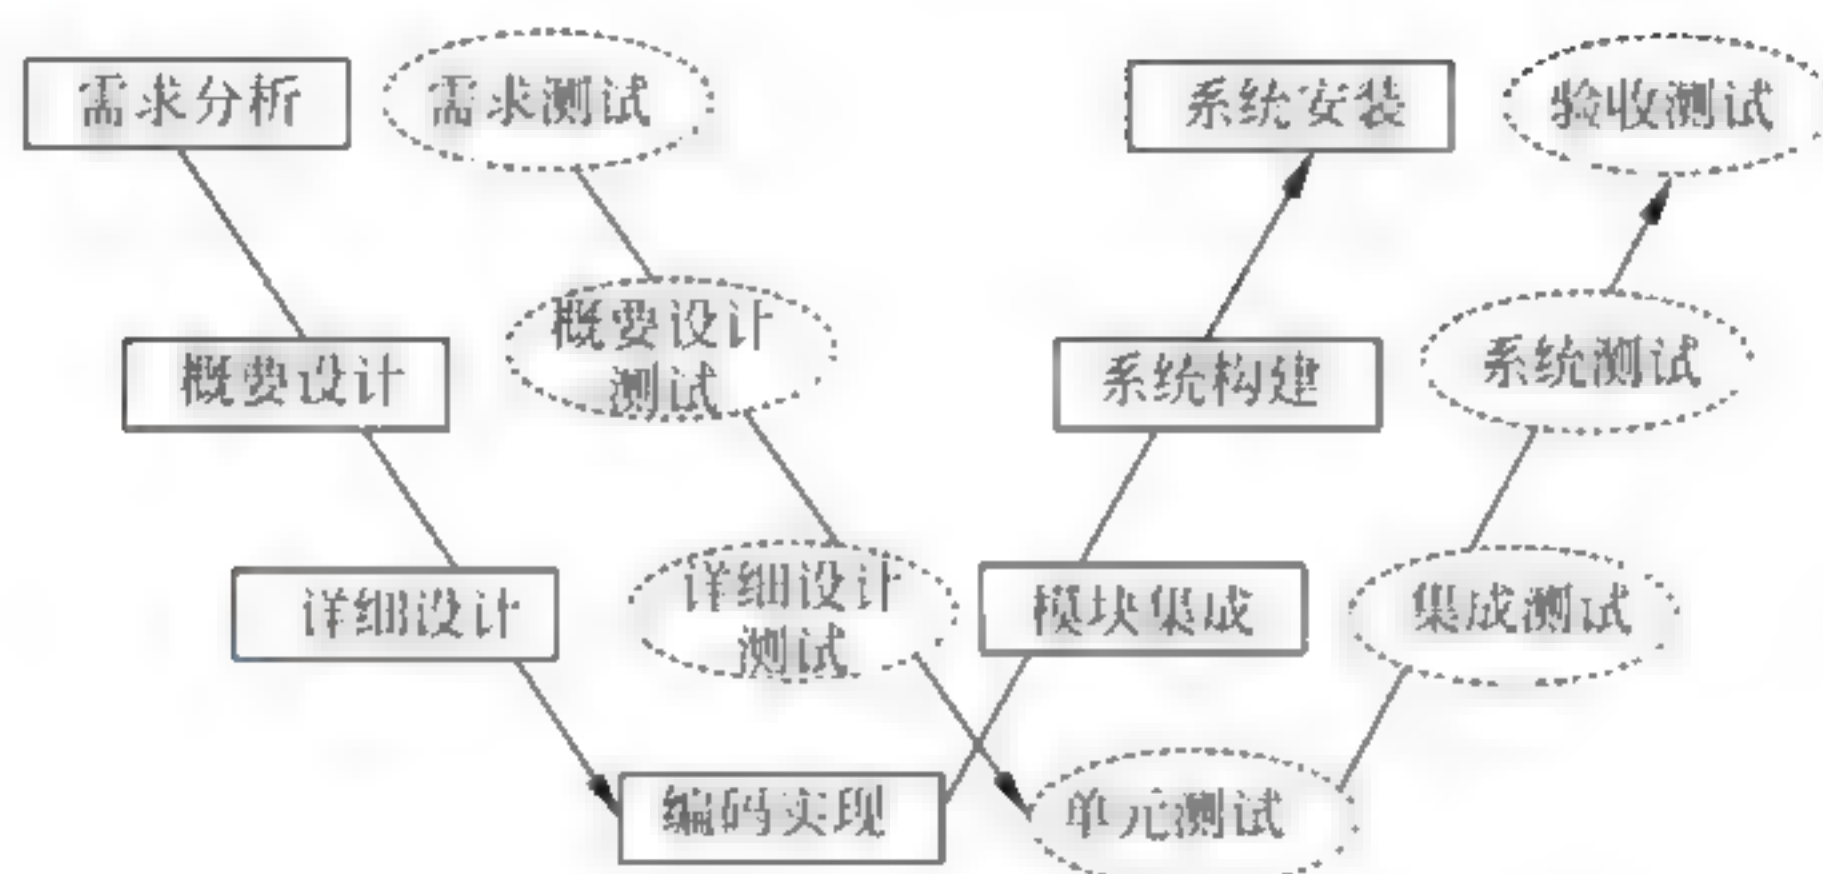 需求分析
需求测试
系统安装
验收测试
概要设计
测试
概要设计
系统构建
系统测试
详细设计
详细设计
测试
模块集成
集成测试
编码实现
单元测试